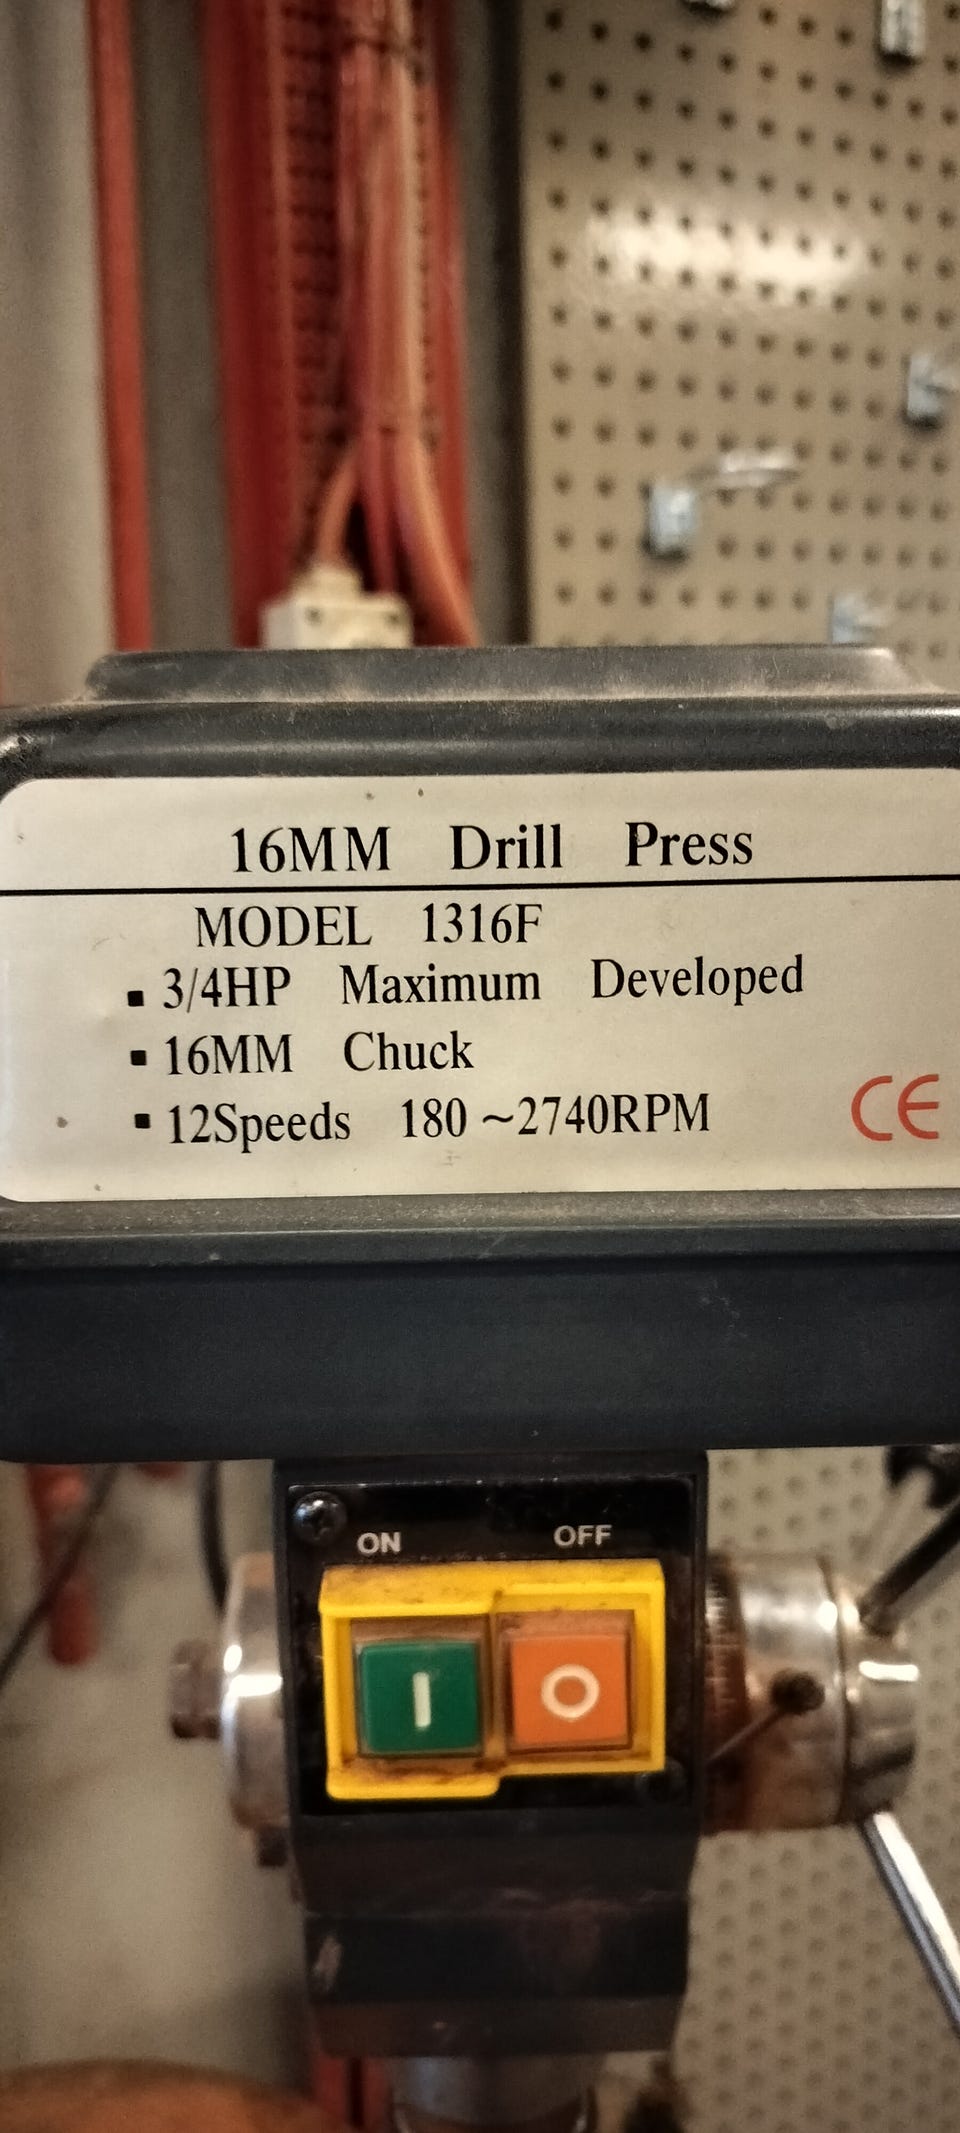 16MM Drill Press
MODEL 1316F
▪ 3/4HP Maximum Developed
▪ 16MM Chuck
▪ 12Speeds 180 ~2740RPM
CE
ON OFF
I O